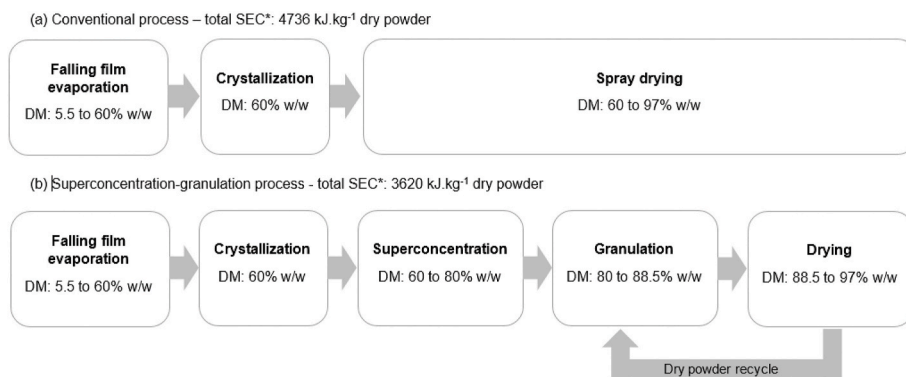 (a) Conventional process – total SEC*: 4736 kJ.kg⁻¹ dry powder
Falling film
evaporation
DM: 5.5 to 60% w/w
Crystallization
DM: 60% w/w
Spray drying
DM: 60 to 97% w/w
(b) Superconcentration-granulation process - total SEC*: 3620 kJ.kg⁻¹ dry powder
Falling film
evaporation
DM: 5.5 to 60% w/w
Crystallization
DM: 60% w/w
Superconcentration
DM: 60 to 80% w/w
Granulation
DM: 80 to 88.5% w/w
Drying
DM: 88.5 to 97% w/w
Dry powder recycle